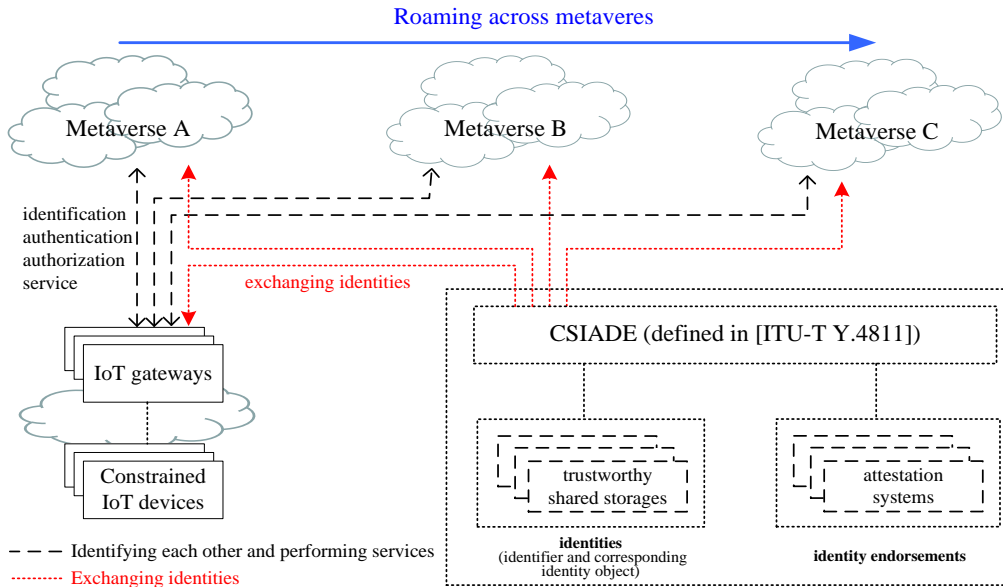 Roaming across metaveres
Metaverse A
Metaverse B
Metaverse C
identification
authentication
authorization
service
exchanging identities
CSIADE (defined in [ITU-T Y.4811])
IoT gateways
Constrained
IoT devices
trustworthy
shared storages
attestation
systems
identities
(identifier and corresponding
identity object)
identity endorsements
Identifying each other and performing services
Exchanging identities